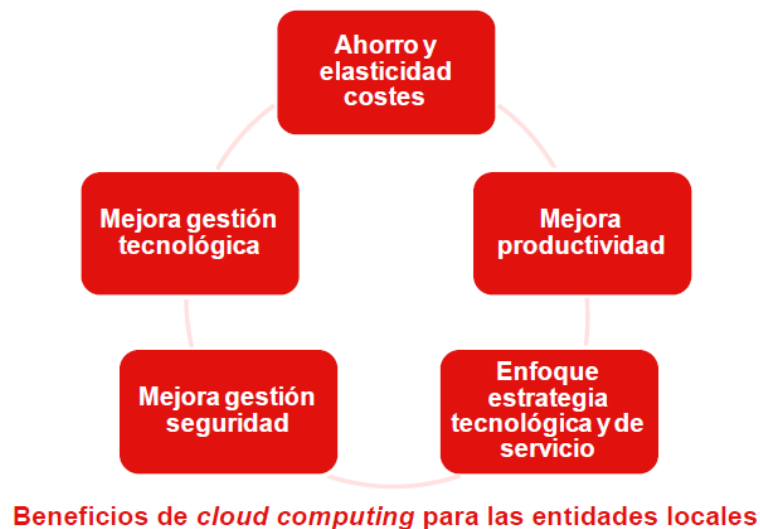 Ahorro y
elasticidad
costes
Mejora gestión
tecnológica
Mejora
productividad
Mejora gestión
seguridad
Enfoque
estrategia
tecnológica y de
servicio
Beneficios de cloud computing para las entidades locales